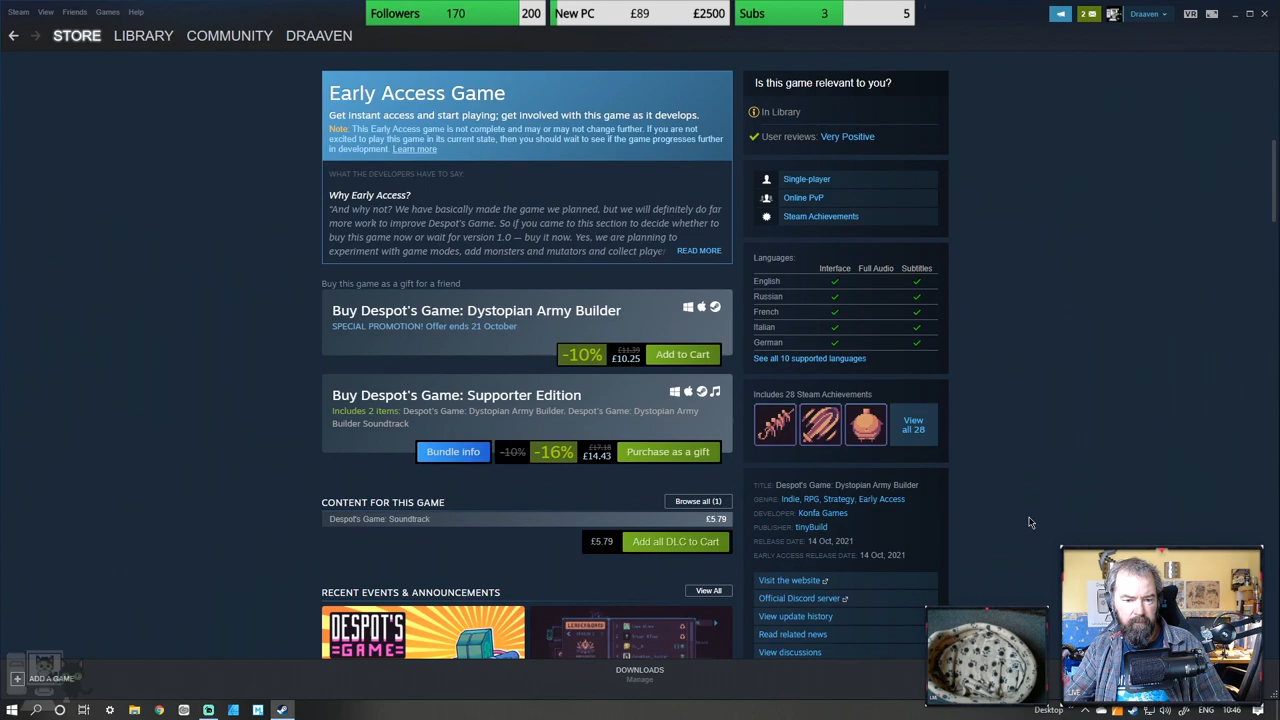 Steam View Friends Games Help
Followers 170 200 New PC £89 £2500 Subs 3 5
2 Draaven VR
STORE LIBRARY COMMUNITY DRAAVEN
Early Access Game
Get instant access and start playing; get involved with this game as it develops.
Note: This Early Access game is not complete and may or may not change further. If you are not
excited to play this game in its current state, then you should wait to see if the game progresses further
in development. Learn more
WHAT THE DEVELOPERS HAVE TO SAY:
Why Early Access?
"And why not? We have basically made the game we planned, but we will definitely do far
more work to improve Despot's Game. So if you came to this section to decide whether to
buy this game now or wait for version 1.0 — buy it now. Yes, we are planning to
experiment with game modes, add monsters and mutators and collect player
READ MORE
Buy this game as a gift for a friend
Buy Despot's Game: Dystopian Army Builder
SPECIAL PROMOTION! Offer ends 21 October
-10% £11.39 £10.25 Add to Cart
Buy Despot's Game: Supporter Edition
Includes 2 items: Despot's Game: Dystopian Army Builder, Despot's Game: Dystopian Army
Builder Soundtrack
Bundle info -10% -16% £17.18 £14.43 Purchase as a gift
CONTENT FOR THIS GAME Browse all (1)
Despot's Game: Soundtrack £5.79
£5.79 Add all DLC to Cart
RECENT EVENTS & ANNOUNCEMENTS View All
DESPOT'S
GAME
LEADERBOARD
Is this game relevant to you?
In Library
User reviews: Very Positive
Single-player
Online PvP
Steam Achievements
Languages:
Interface Full Audio Subtitles
English ✓ ✓
Russian ✓ ✓
French ✓ ✓
Italian ✓ ✓
German ✓ ✓
See all 10 supported languages
Includes 28 Steam Achievements
View
all 28
TITLE: Despot's Game: Dystopian Army Builder
GENRE: Indie, RPG, Strategy, Early Access
DEVELOPER: Konfa Games
PUBLISHER: tinyBuild
RELEASE DATE: 14 Oct, 2021
EARLY ACCESS RELEASE DATE: 14 Oct, 2021
Visit the website
Official Discord server
View update history
Read related news
View discussions
LIVE
ADD A GAME
DOWNLOADS
Manage
Desktop ENG 10:46